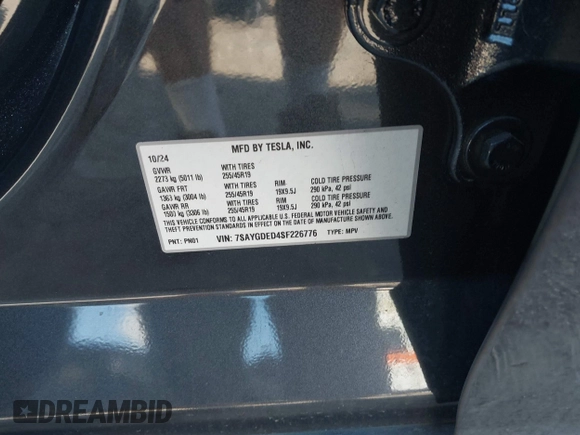 MFD BY TESLA, INC.
10/24
GVWR WITH TIRES
2273 kg (5011 lb) 255/45R19
GAWR FRT WITH TIRES RIM COLD TIRE PRESSURE
1363 kg (3004 lb) 255/45R19 19X9.5J 290 kPa, 42 psi
GAWR RR WITH TIRES RIM COLD TIRE PRESSURE
1500 kg (3306 lb) 255/45R19 19X9.5J 290 kPa, 42 psi
THIS VEHICLE CONFORMS TO ALL APPLICABLE U.S. FEDERAL MOTOR VEHICLE SAFETY AND
THEFT PREVENTION STANDARDS IN EFFECT ON THE DATE OF MANUFACTURE SHOWN ABOVE.
PNT: PN01 VIN: 7SAYGDED4SF226776 TYPE: MPV
DREAMBID